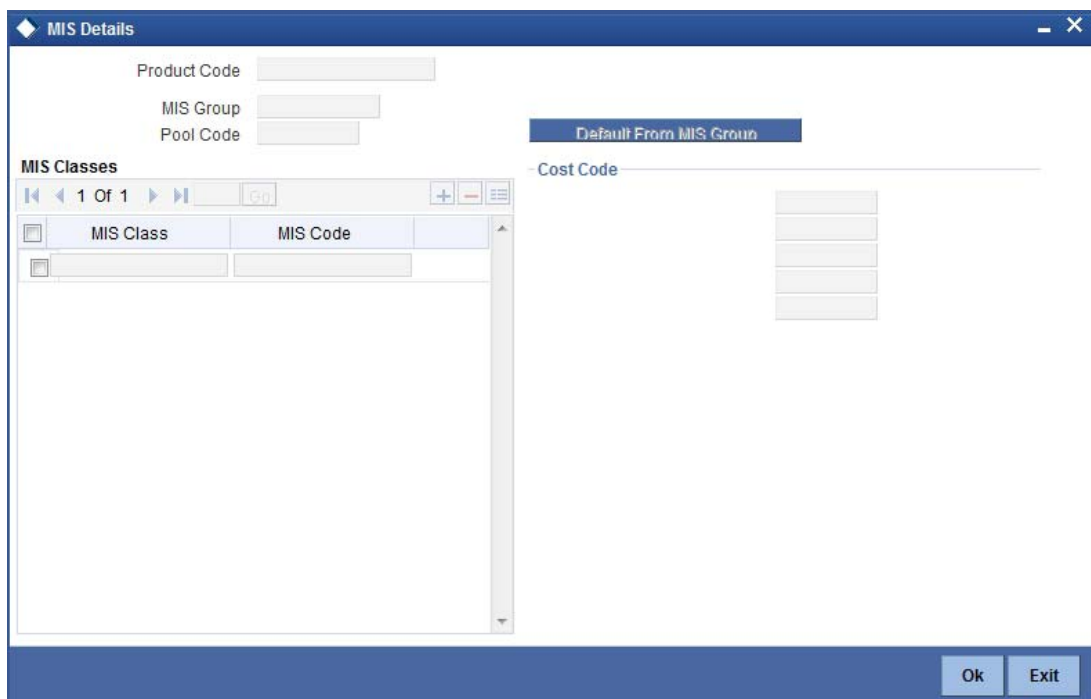 MIS Details
Product Code
MIS Group
Pool Code
Default From MIS Group
MIS Classes
1 Of 1
Go
Cost Code
MIS Class MIS Code
Ok Exit